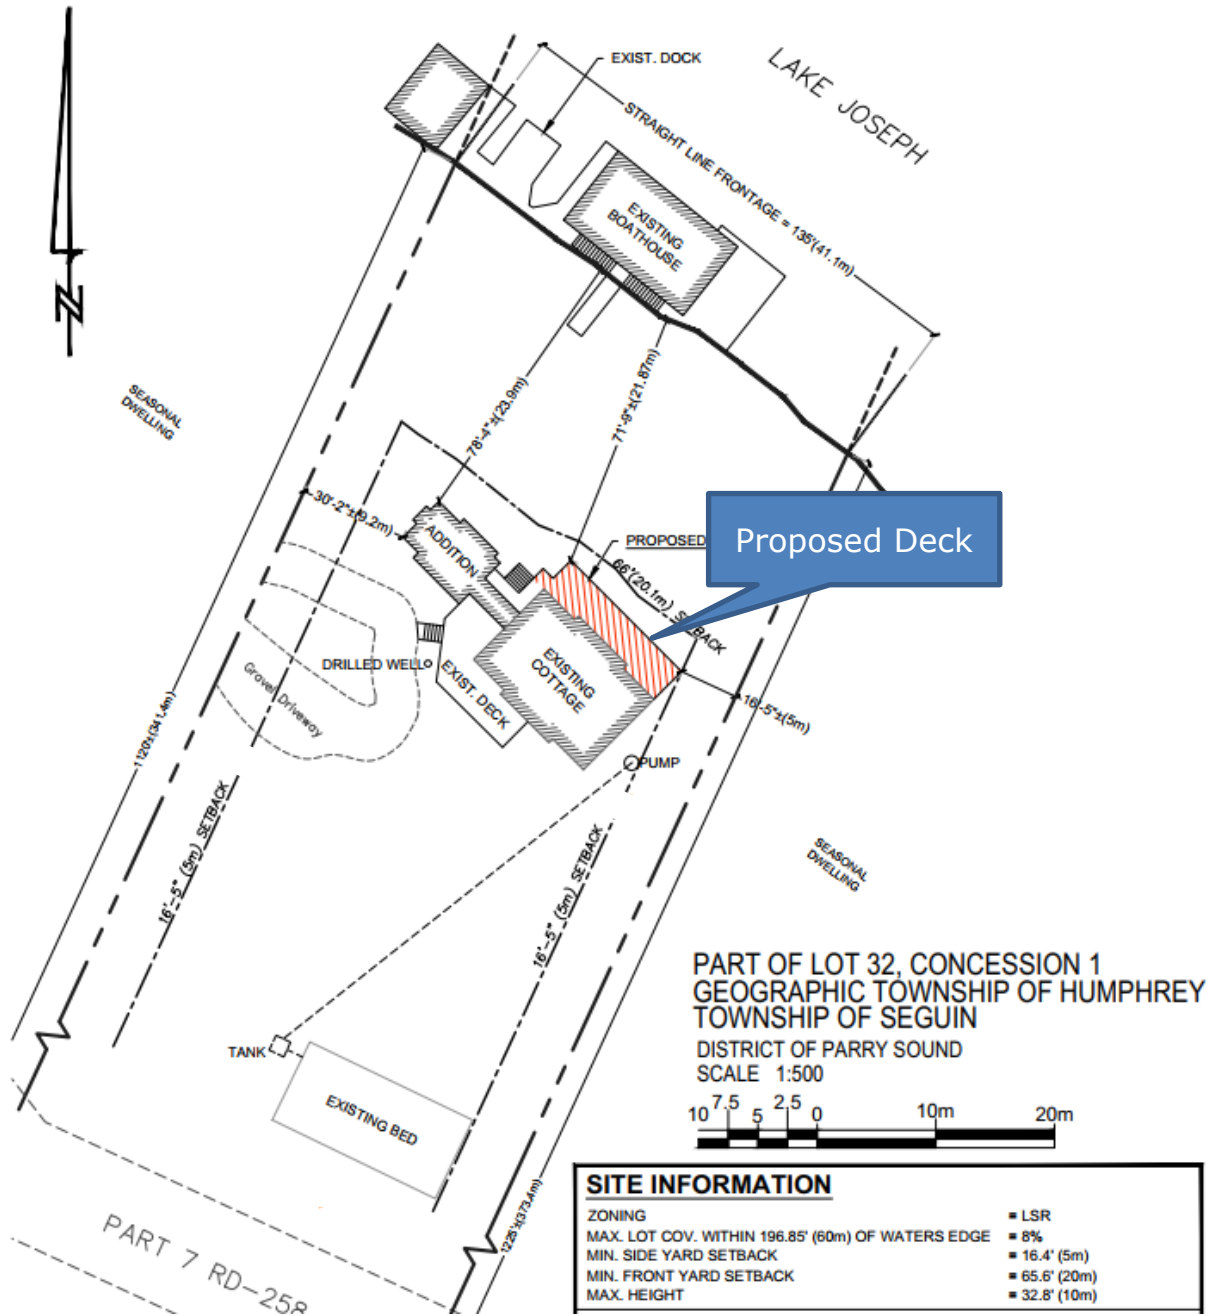 LAKE JOSEPH
EXIST. DOCK
STRAIGHT LINE FRONTAGE = 135'(41.1m)
EXISTING
BOATHOUSE
N
SEASONAL
DWELLING
78'-4"±(23.9m)
71'-9"±(21.87m)
30'-2"±(9.2m)
ADDITION
PROPOSED
Proposed Deck
66'(20.1m) SETBACK
EXISTING
COTTAGE
DRILLED WELL
EXIST. DECK
Gravel Driveway
16'-5"±(5m)
1120'±(341.4m)
PUMP
16'-5" (5m) SETBACK
16'-5" (5m) SETBACK
SEASONAL
DWELLING
TANK
EXISTING BED
1225'±(373.4m)
PART 7 RD-258
PART OF LOT 32, CONCESSION 1
GEOGRAPHIC TOWNSHIP OF HUMPHREY
TOWNSHIP OF SEGUIN
DISTRICT OF PARRY SOUND
SCALE 1:500
10 7.5 5 2.5 0 10m 20m
SITE INFORMATION
ZONING = LSR
MAX. LOT COV. WITHIN 196.85' (60m) OF WATERS EDGE = 8%
MIN. SIDE YARD SETBACK = 16.4' (5m)
MIN. FRONT YARD SETBACK = 65.6' (20m)
MAX. HEIGHT = 32.8' (10m)